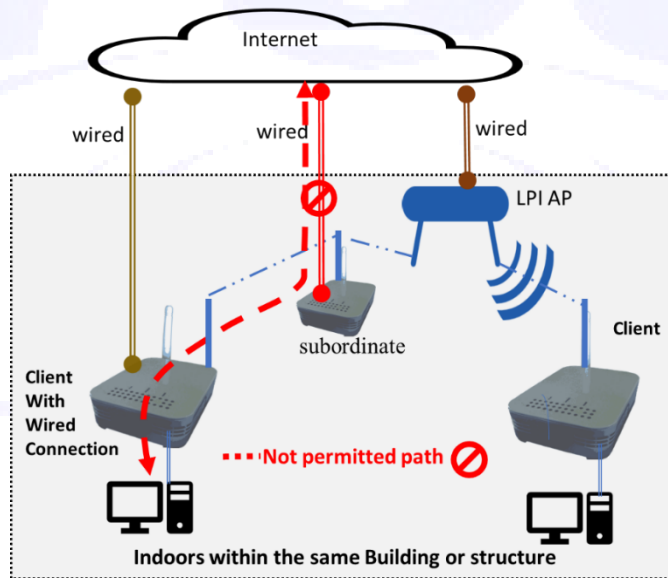 Internet
wired
wired
wired
LPI AP
subordinate
Client
Client
With
Wired
Connection
Not permitted path
Indoors within the same Building or structure